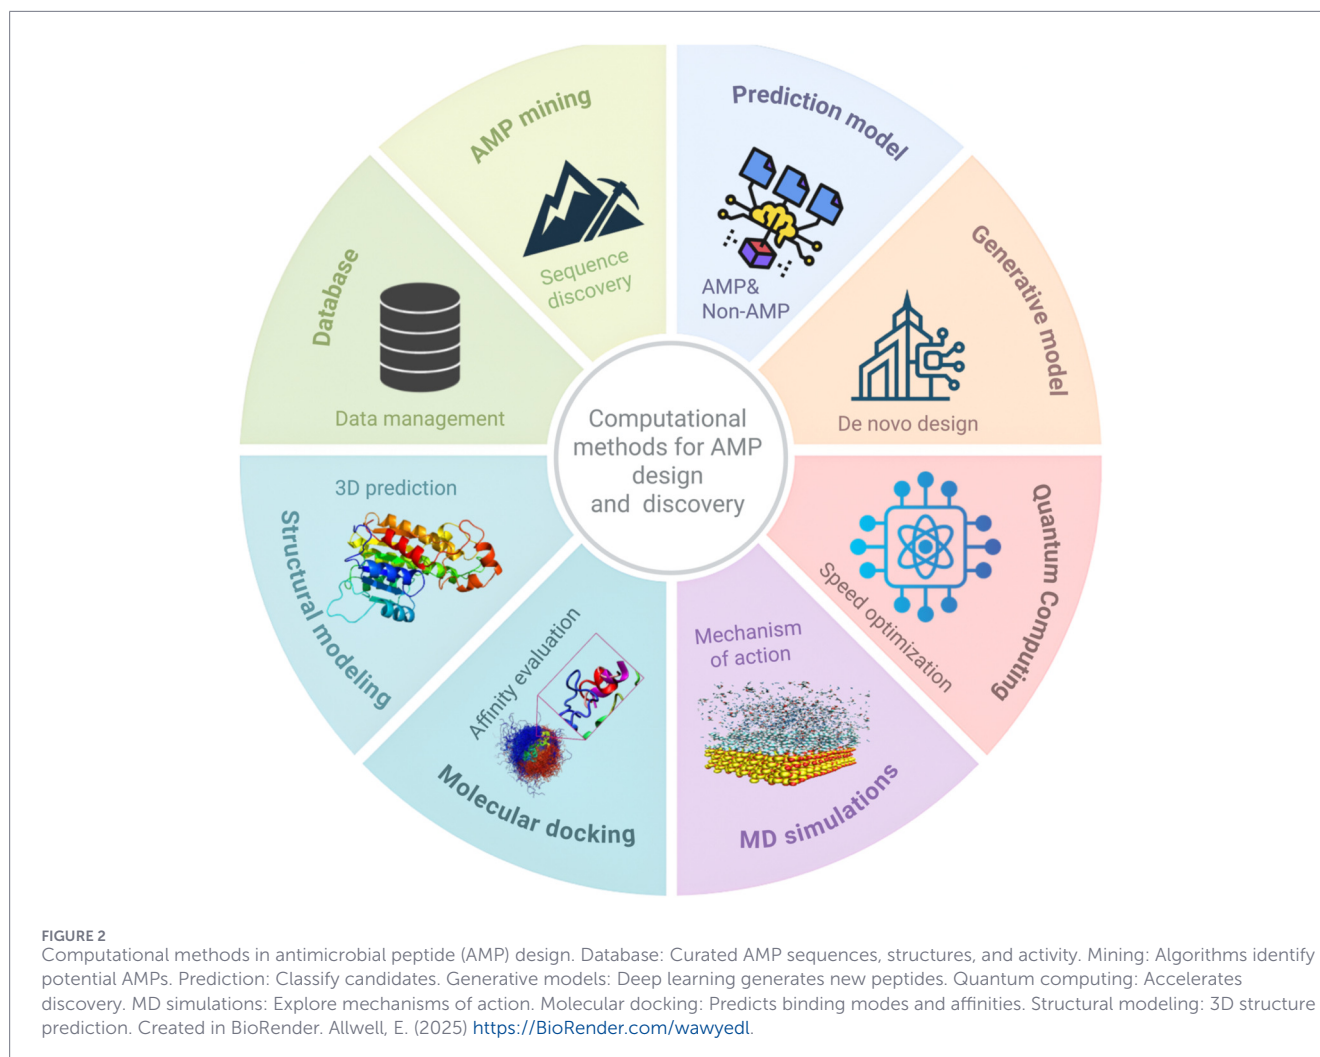 AMP mining
Sequence
discovery
Prediction model
AMP&
Non-AMP
Generative model
De novo design
Quantum Computing
Speed optimization
MD simulations
Mechanism
of action
Molecular docking
Affinity evaluation
Structural modeling
3D prediction
Database
Data management
Computational
methods for AMP
design
and discovery
FIGURE 2
Computational methods in antimicrobial peptide (AMP) design. Database: Curated AMP sequences, structures, and activity. Mining: Algorithms identify
potential AMPs. Prediction: Classify candidates. Generative models: Deep learning generates new peptides. Quantum computing: Accelerates
discovery. MD simulations: Explore mechanisms of action. Molecular docking: Predicts binding modes and affinities. Structural modeling: 3D structure
prediction. Created in BioRender. Allwell, E. (2025) https://BioRender.com/wawyedl.